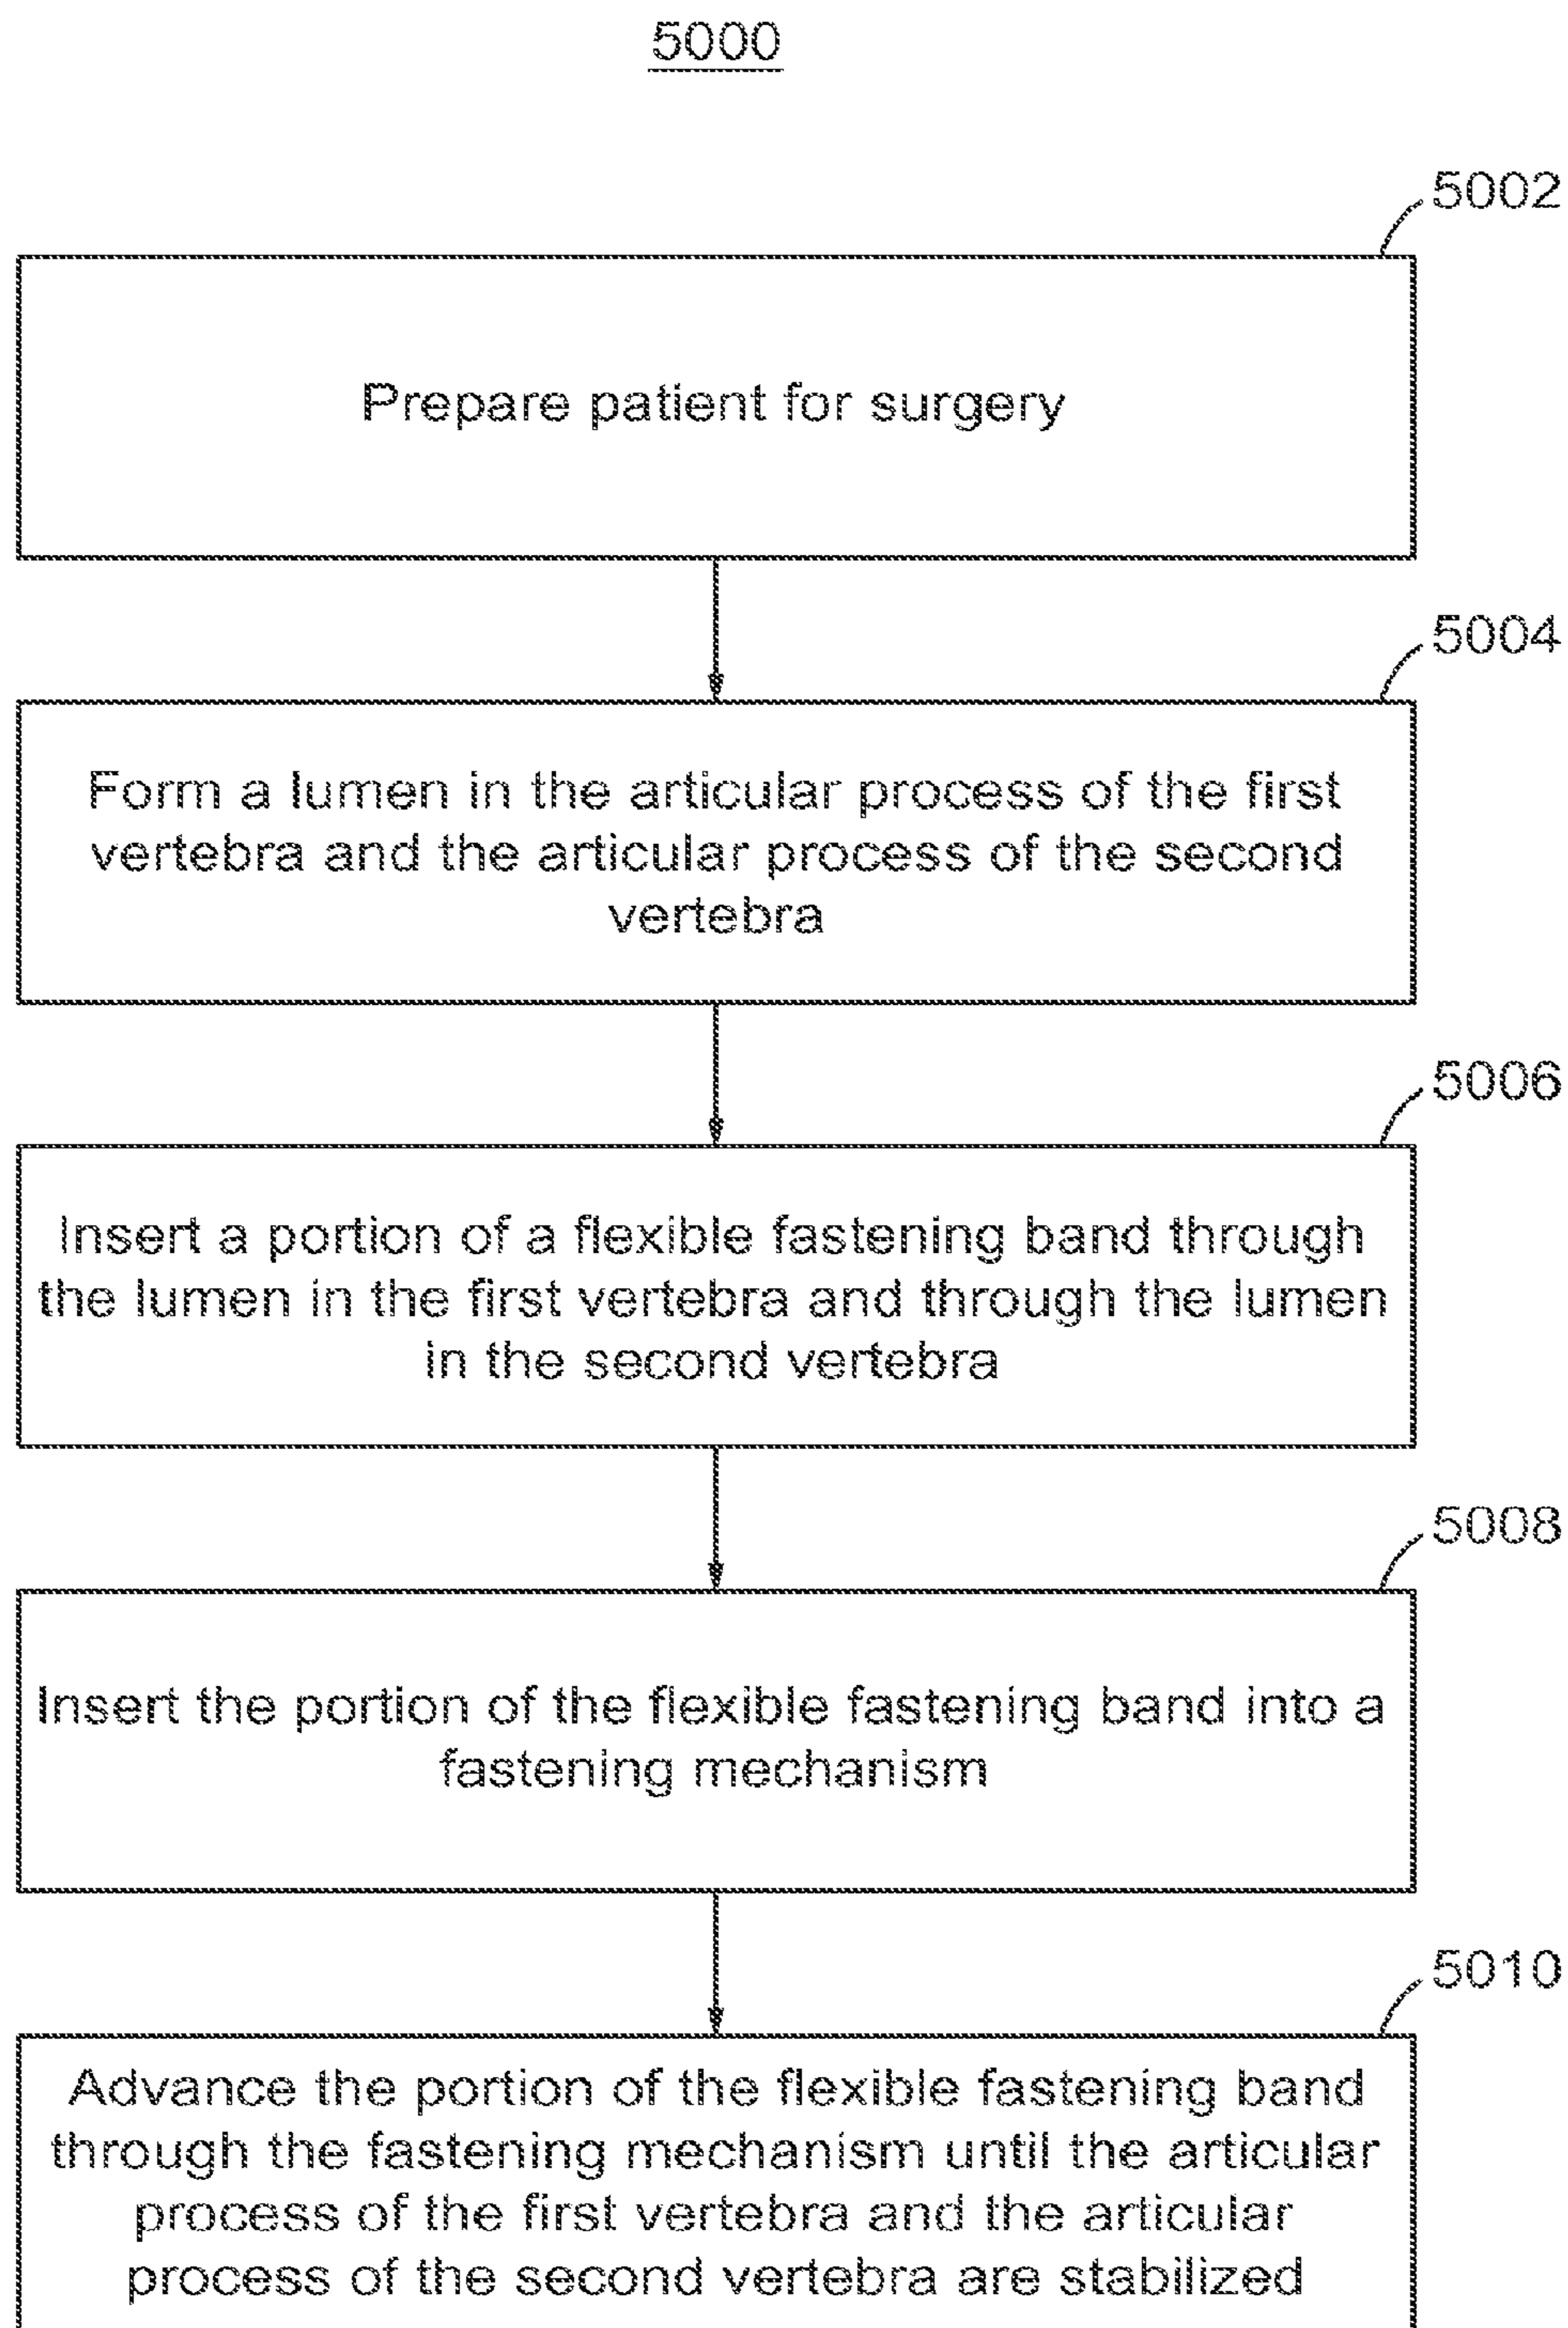 5000
5002
Prepare patient for surgery
5004
Form a lumen in the articular process of the first
vertebra and the articular process of the second
vertebra
5006
Insert a portion of a flexible fastening band through
the lumen in the first vertebra and through the lumen
in the second vertebra
5008
Insert the portion of the flexible fastening band into a
fastening mechanism
5010
Advance the portion of the flexible fastening band
through the fastening mechanism until the articular
process of the first vertebra and the articular
process of the second vertebra are stabilized